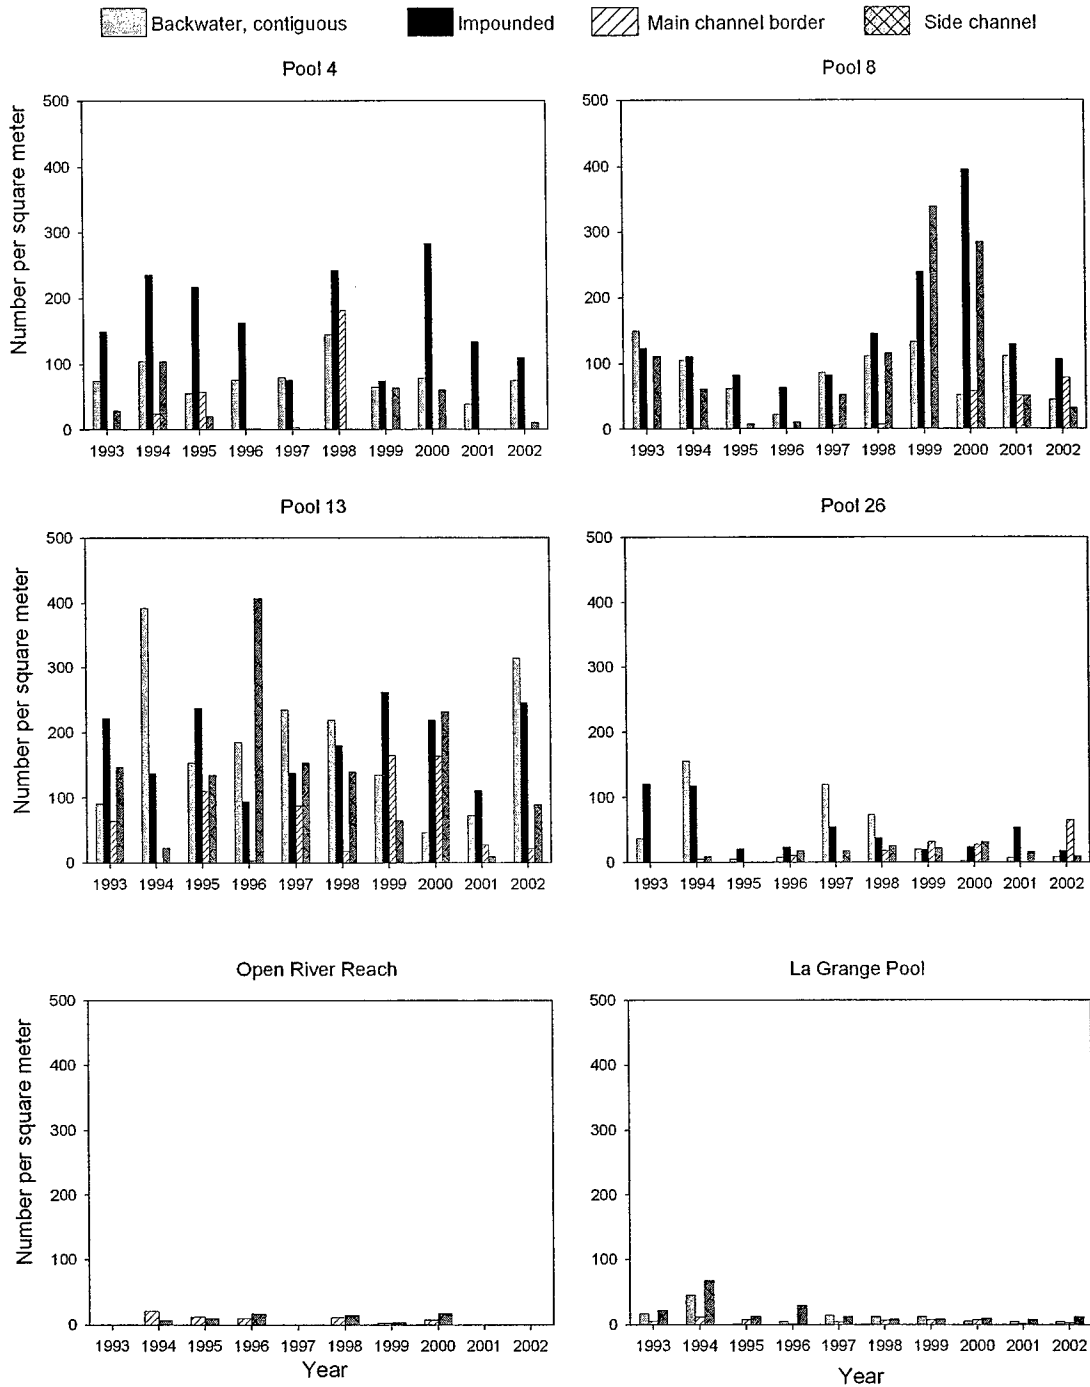 Backwater, contiguous Impounded Main channel border Side channel
Pool 4 Pool 8
Number per square meter
500
400
300
200
100
0
1993 1994 1995 1996 1997 1998 1999 2000 2001 2002
500
400
300
200
100
0
1993 1994 1995 1996 1997 1998 1999 2000 2001 2002
Pool 13 Pool 26
Number per square meter
500
400
300
200
100
0
1993 1994 1995 1996 1997 1998 1999 2000 2001 2002
500
400
300
200
100
0
1993 1994 1995 1996 1997 1998 1999 2000 2001 2002
Open River Reach La Grange Pool
Number per square meter
500
400
300
200
100
0
1993 1994 1995 1996 1997 1998 1999 2000 2001 2002
Year
500
400
300
200
100
0
1993 1994 1995 1996 1997 1998 1999 2000 2001 2002
Year